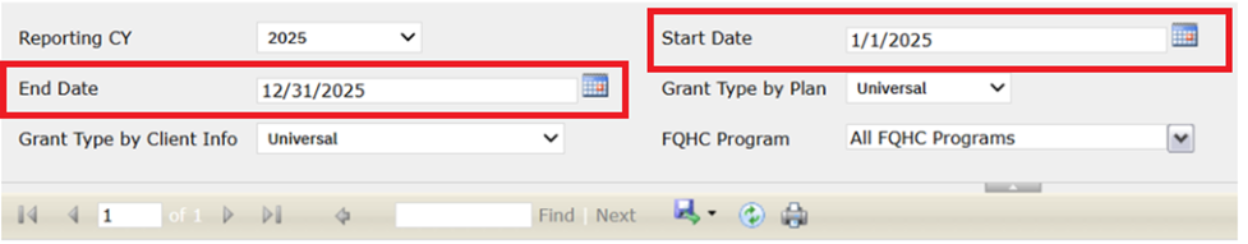 Reporting CY 2025 Start Date 1/1/2025
End Date 12/31/2025 Grant Type by Plan Universal
Grant Type by Client Info Universal FQHC Program All FQHC Programs
1 of 1 Find | Next